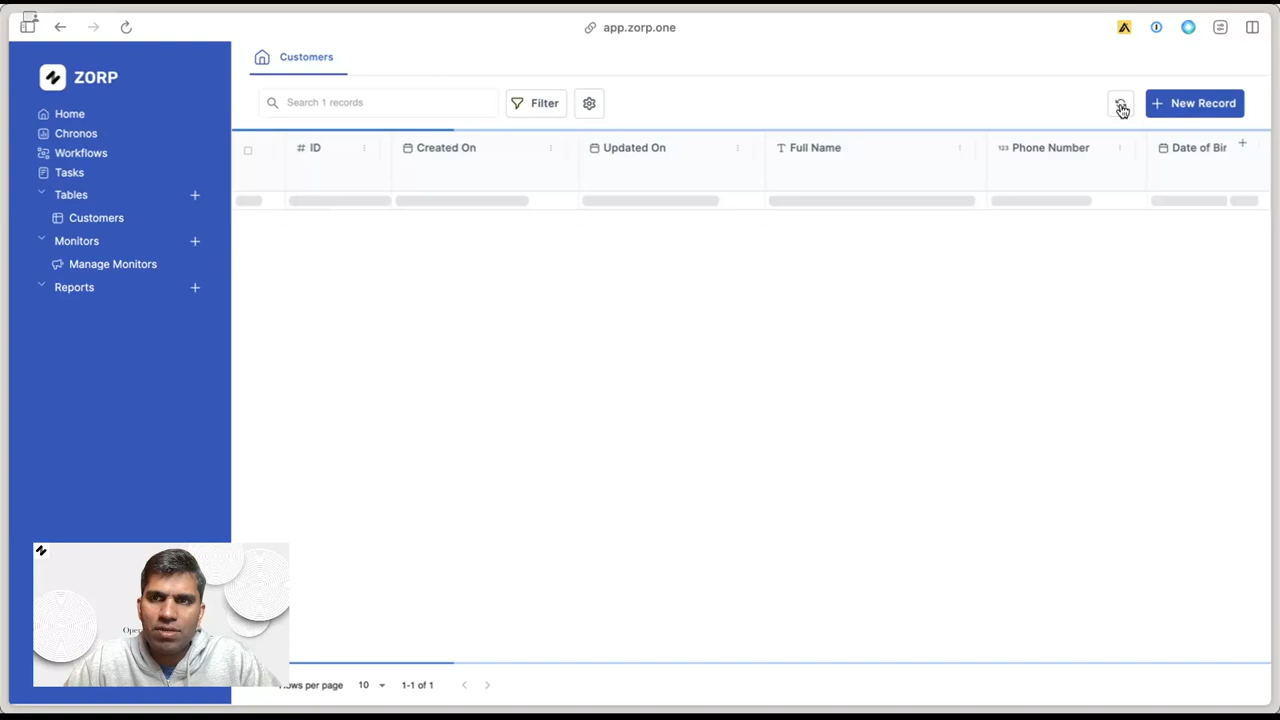 app.zorp.one
ZORP
Home
Chronos
Workflows
Tasks
Tables
Customers
Monitors
Manage Monitors
Reports
Customers
Search 1 records
Filter
New Record
# ID
Created On
Updated On
Full Name
123 Phone Number
Date of Bir
Rows per page 10 1-1 of 1